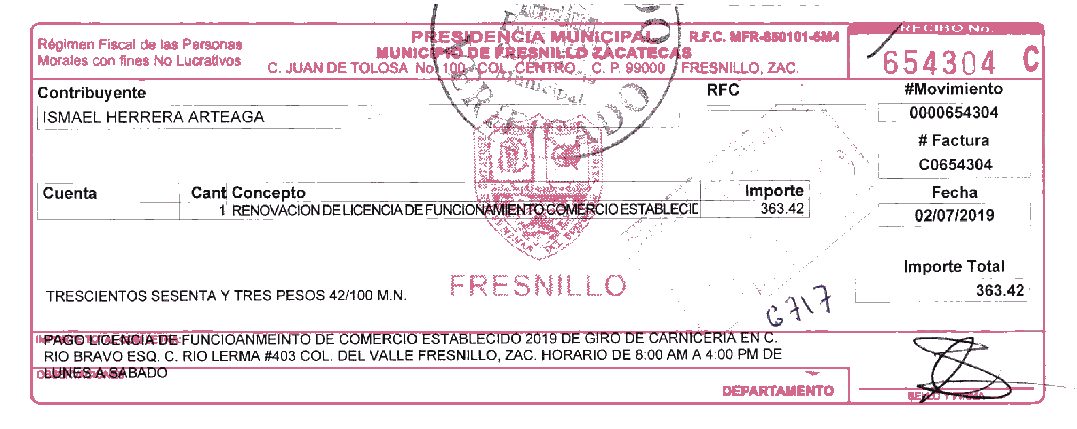 Régimen Fiscal de las Personas
Morales con fines No Lucrativos
PRESIDENCIA MUNICIPAL
R.F.C. MFR-850101-5M4
MUNICIPIO DE FRESNILLO ZACATECAS
C. JUAN DE TOLOSA No. 100 COL. CENTRO C. P. 99000 FRESNILLO, ZAC.
RECIBO No.
654304 C
Contribuyente
RFC
ISMAEL HERRERA ARTEAGA
#Movimiento
0000654304
# Factura
C0654304
Fecha
02/07/2019
Cuenta Cant Concepto Importe
1 RENOVACION DE LICENCIA DE FUNCIONAMIENTO COMERCIO ESTABLECID 363.42
Importe Total
363.42
FRESNILLO
TRESCIENTOS SESENTA Y TRES PESOS 42/100 M.N.
6717
PAGO LICENCIA DE FUNCIOANMEINTO DE COMERCIO ESTABLECIDO 2019 DE GIRO DE CARNICERIA EN C.
RIO BRAVO ESQ. C. RIO LERMA #403 COL. DEL VALLE FRESNILLO, ZAC. HORARIO DE 8:00 AM A 4:00 PM DE
LUNES A SABADO
DEPARTAMENTO
SELLO Y FIRMA